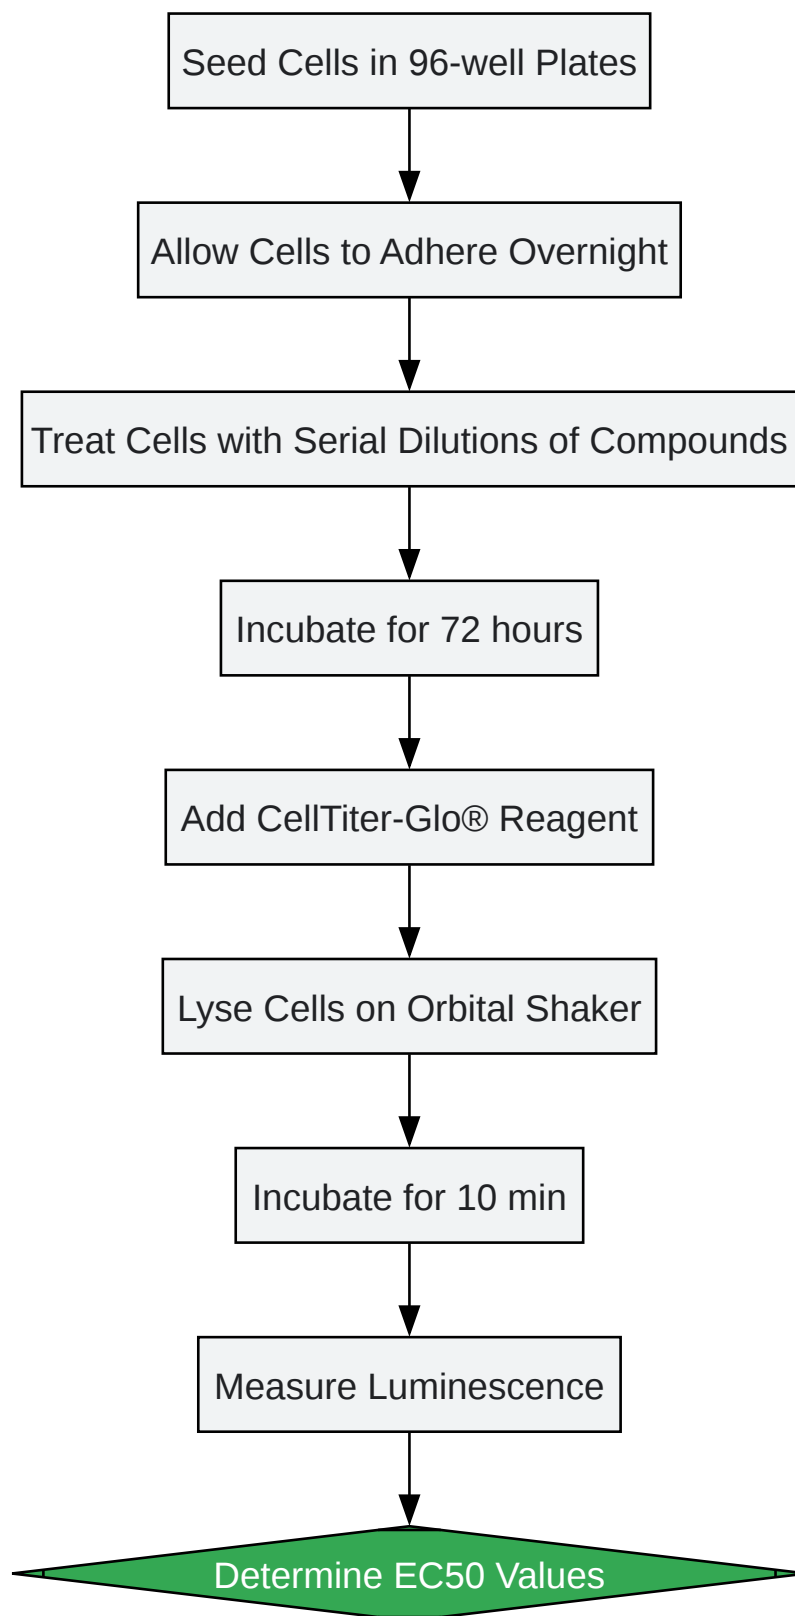 Seed Cells in 96-well Plates
Allow Cells to Adhere Overnight
Treat Cells with Serial Dilutions of Compounds
Incubate for 72 hours
Add CellTiter-Glo® Reagent
Lyse Cells on Orbital Shaker
Incubate for 10 min
Measure Luminescence
Determine EC50 Values